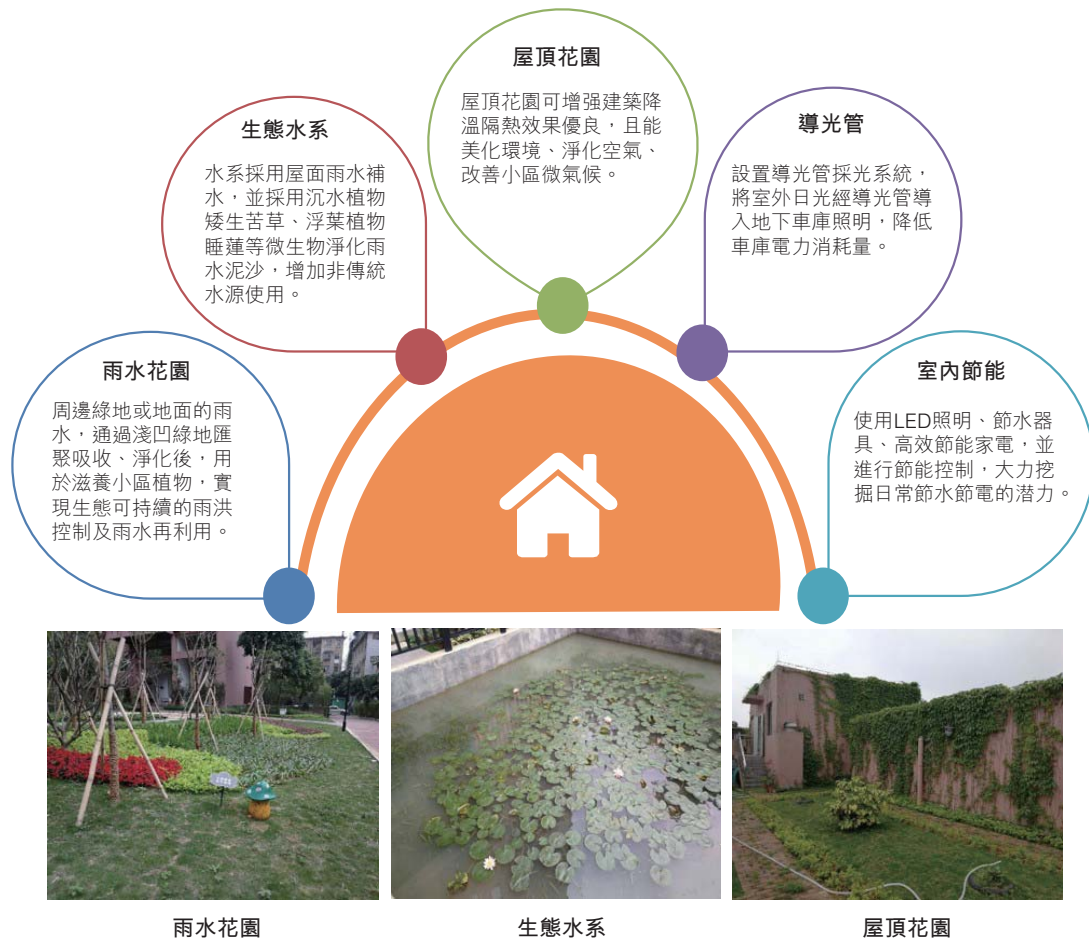 屋頂花園
屋頂花園可增强建築降
溫隔熱效果優良，且能
美化環境、淨化空氣、
改善小區微氣候。
生態水系
水系採用屋面雨水補
水，並採用沉水植物
矮生苦草、浮葉植物
睡蓮等微生物淨化雨
水泥沙，增加非傳統
水源使用。
導光管
設置導光管採光系統，
將室外日光經導光管導
入地下車庫照明，降低
車庫電力消耗量。
雨水花園
周邊綠地或地面的雨
水，通過淺凹綠地匯
聚吸收、淨化後，用
於滋養小區植物，實
現生態可持續的雨洪
控制及雨水再利用。
室內節能
使用LED照明、節水器
具、高效節能家電，並
進行節能控制，大力挖
掘日常節水節電的潜力。
雨水花園
生態水系
屋頂花園